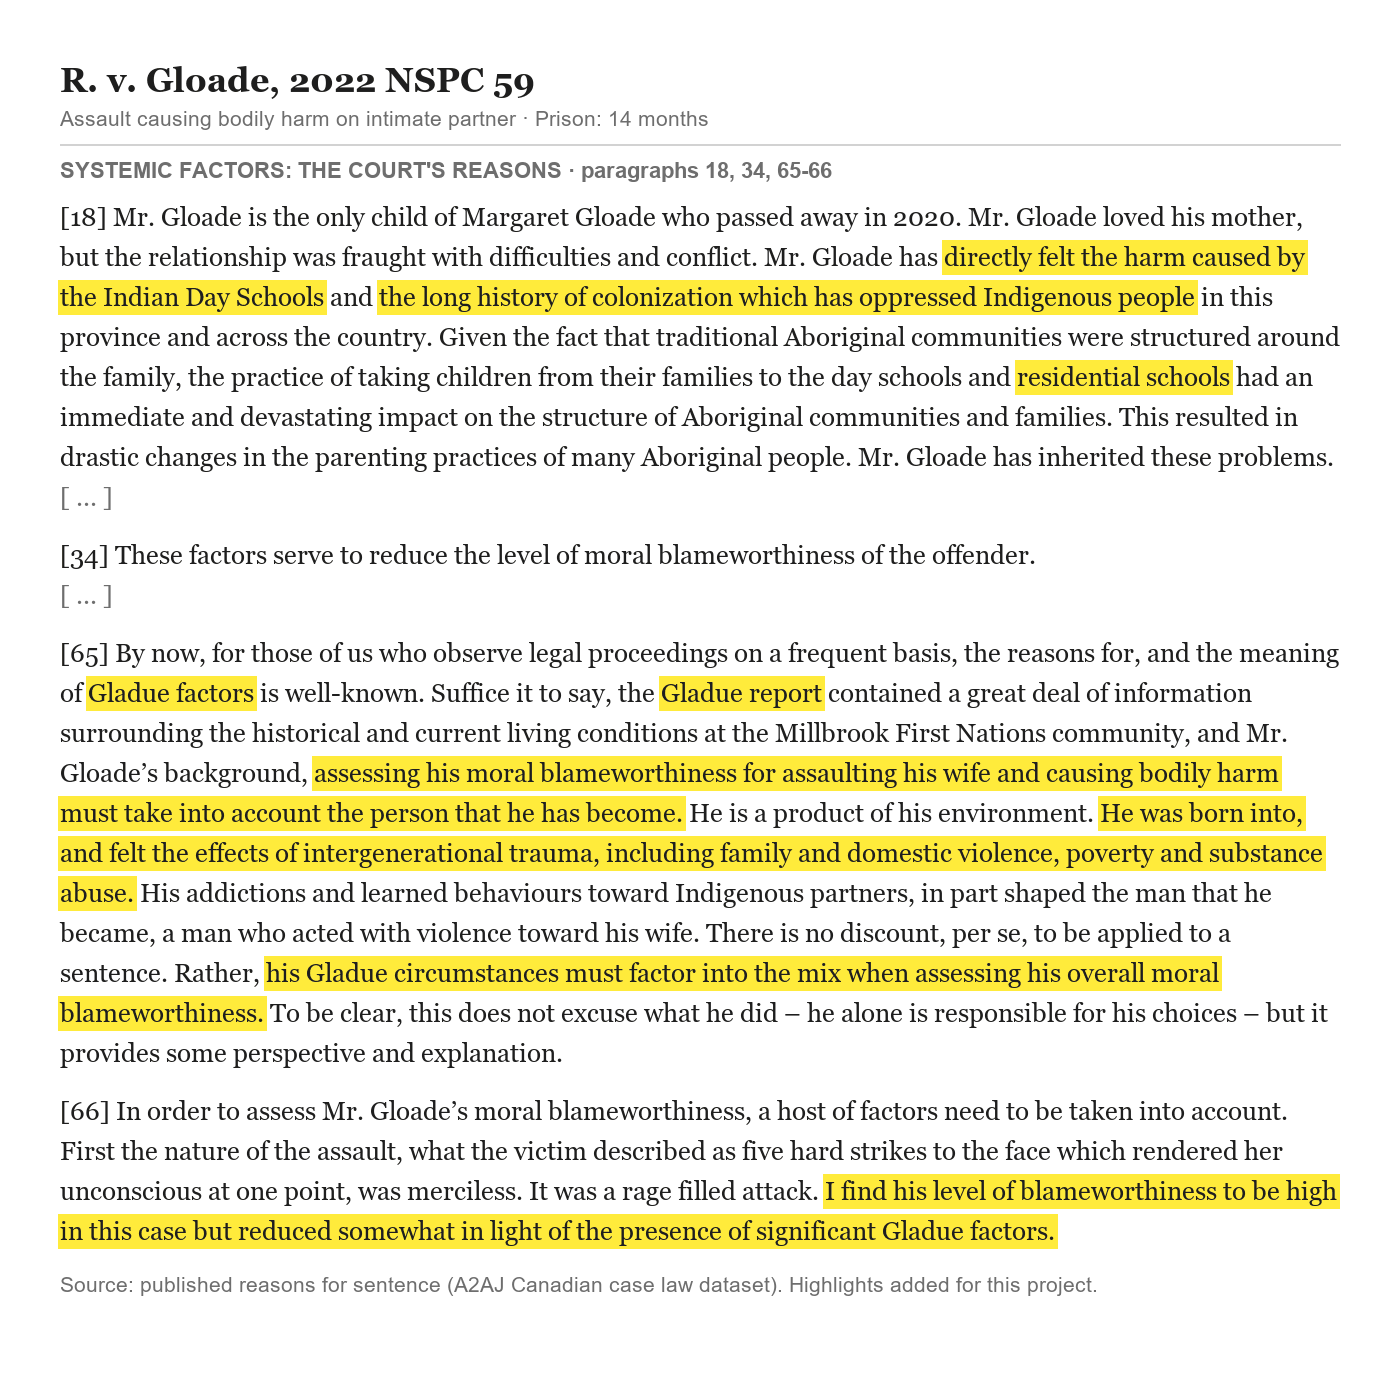 R. v. Gloade, 2022 NSPC 59
Assault causing bodily harm on intimate partner · Prison: 14 months
SYSTEMIC FACTORS: THE COURT'S REASONS · paragraphs 18, 34, 65-66
[18] Mr. Gloade is the only child of Margaret Gloade who passed away in 2020. Mr. Gloade loved his mother,
but the relationship was fraught with difficulties and conflict. Mr. Gloade has directly felt the harm caused by
the Indian Day Schools and the long history of colonization which has oppressed Indigenous people in this
province and across the country. Given the fact that traditional Aboriginal communities were structured around
the family, the practice of taking children from their families to the day schools and residential schools had an
immediate and devastating impact on the structure of Aboriginal communities and families. This resulted in
drastic changes in the parenting practices of many Aboriginal people. Mr. Gloade has inherited these problems.
[ ... ]
[34] These factors serve to reduce the level of moral blameworthiness of the offender.
[ ... ]
[65] By now, for those of us who observe legal proceedings on a frequent basis, the reasons for, and the meaning
of Gladue factors is well-known. Suffice it to say, the Gladue report contained a great deal of information
surrounding the historical and current living conditions at the Millbrook First Nations community, and Mr.
Gloade’s background, assessing his moral blameworthiness for assaulting his wife and causing bodily harm
must take into account the person that he has become. He is a product of his environment. He was born into,
and felt the effects of intergenerational trauma, including family and domestic violence, poverty and substance
abuse. His addictions and learned behaviours toward Indigenous partners, in part shaped the man that he
became, a man who acted with violence toward his wife. There is no discount, per se, to be applied to a
sentence. Rather, his Gladue circumstances must factor into the mix when assessing his overall moral
blameworthiness. To be clear, this does not excuse what he did – he alone is responsible for his choices – but it
provides some perspective and explanation.
[66] In order to assess Mr. Gloade’s moral blameworthiness, a host of factors need to be taken into account.
First the nature of the assault, what the victim described as five hard strikes to the face which rendered her
unconscious at one point, was merciless. It was a rage filled attack. I find his level of blameworthiness to be high
in this case but reduced somewhat in light of the presence of significant Gladue factors.
Source: published reasons for sentence (A2AJ Canadian case law dataset). Highlights added for this project.